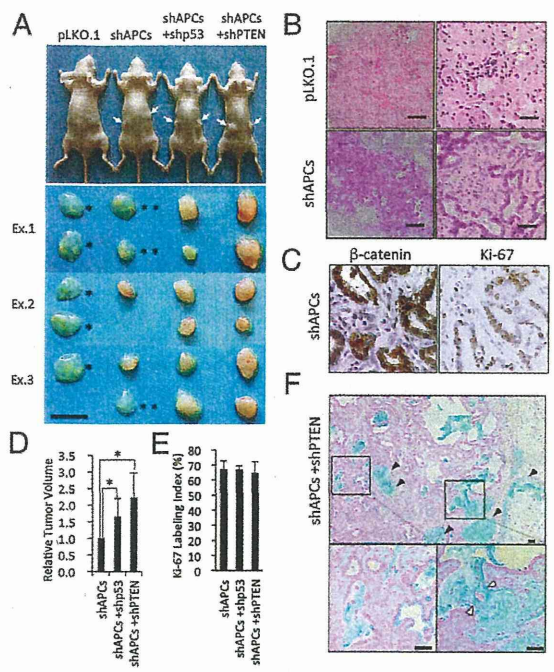 A
pLKO.1
shAPCs
shAPCs
+shp53
shAPCs
+shPTEN
Ex.1
* **
* **
Ex.2
*
*
Ex.3
*
**
B
pLKO.1
shAPCs
C
β-catenin
Ki-67
shAPCs
D
Relative Tumor Volume
3.5
3.0
2.5
2.0
1.5
1.0
.5
.0
*
*
shAPCs
shAPCs +shp53
shAPCs +shPTEN
E
Ki-67 Labeling Index (%)
80
70
60
50
40
30
20
10
0
shAPCs
shAPCs +shp53
shAPCs +shPTEN
F
shAPCs +shPTEN